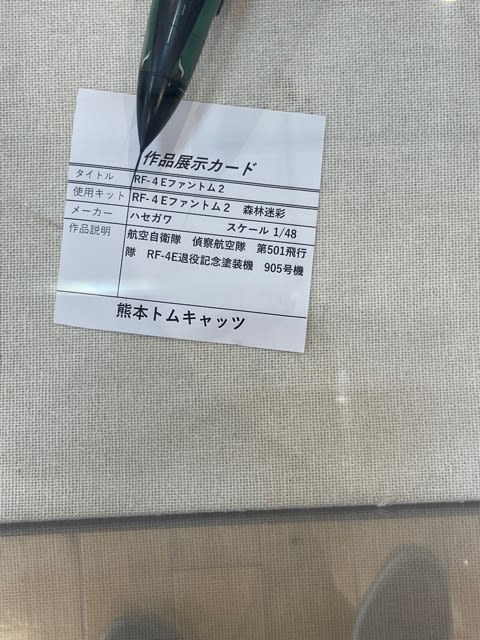 作品展示カード
タイトル RF-4Eファントム2
使用キット RF-4Eファントム2 森林迷彩
メーカー ハセガワ スケール 1/48
作品説明 航空自衛隊 偵察航空隊 第501飛行
隊 RF-4E退役記念塗装機 905号機
熊本トムキャッツ